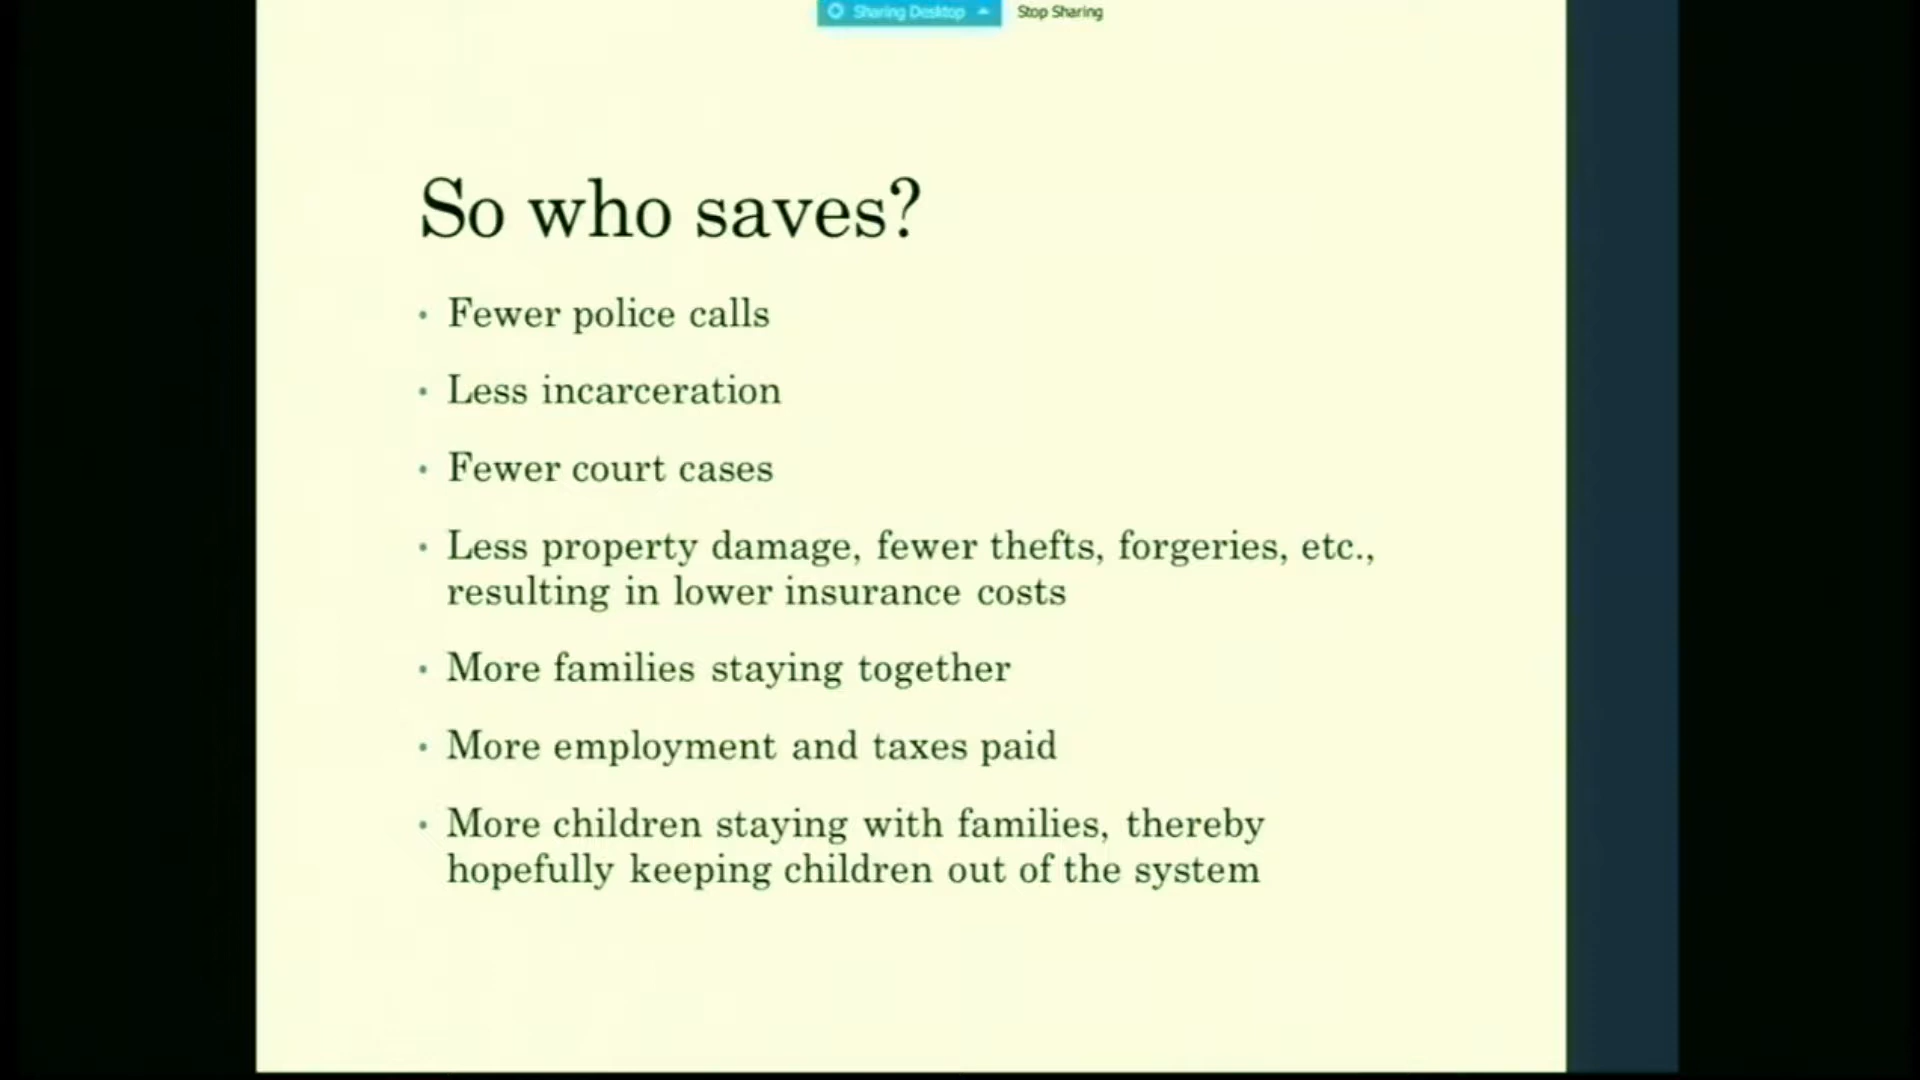 Sharing Desktop Stop Sharing
So who saves?
• Fewer police calls
• Less incarceration
• Fewer court cases
• Less property damage, fewer thefts, forgeries, etc.,
resulting in lower insurance costs
• More families staying together
• More employment and taxes paid
• More children staying with families, thereby
hopefully keeping children out of the system